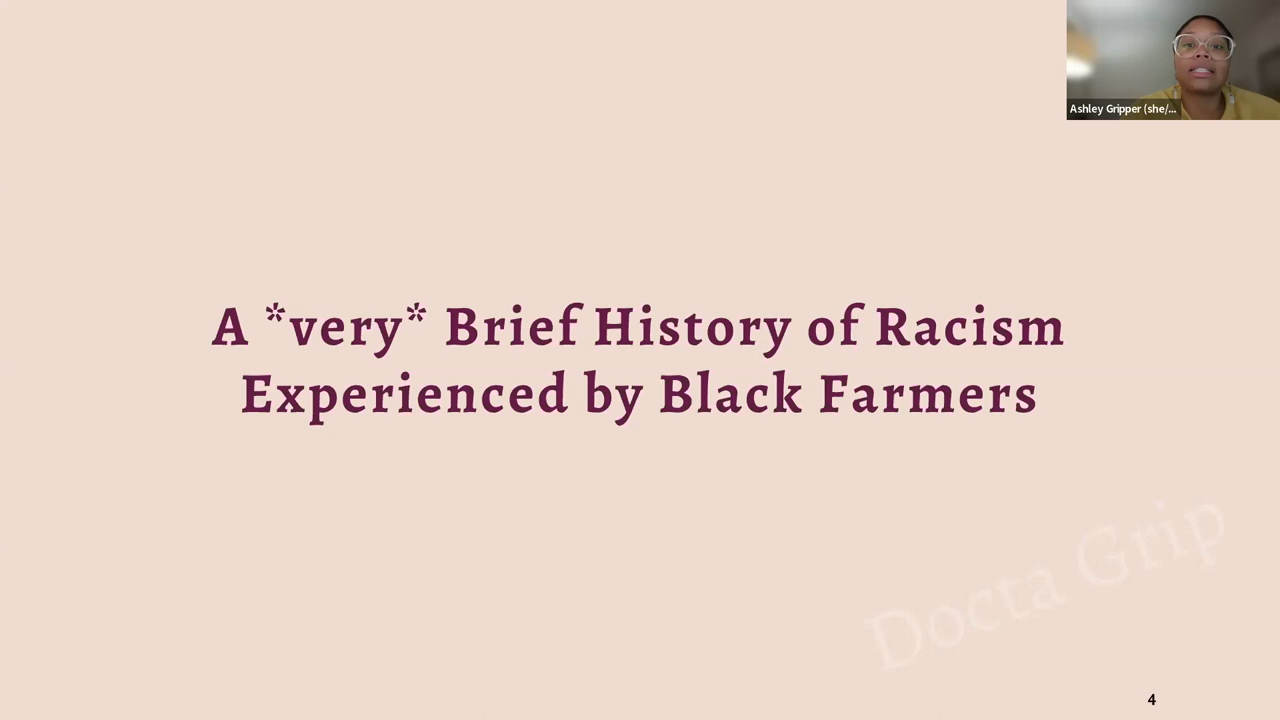 Ashley Gripper (she/...
A *very* Brief History of Racism
Experienced by Black Farmers
Docta Grip
4